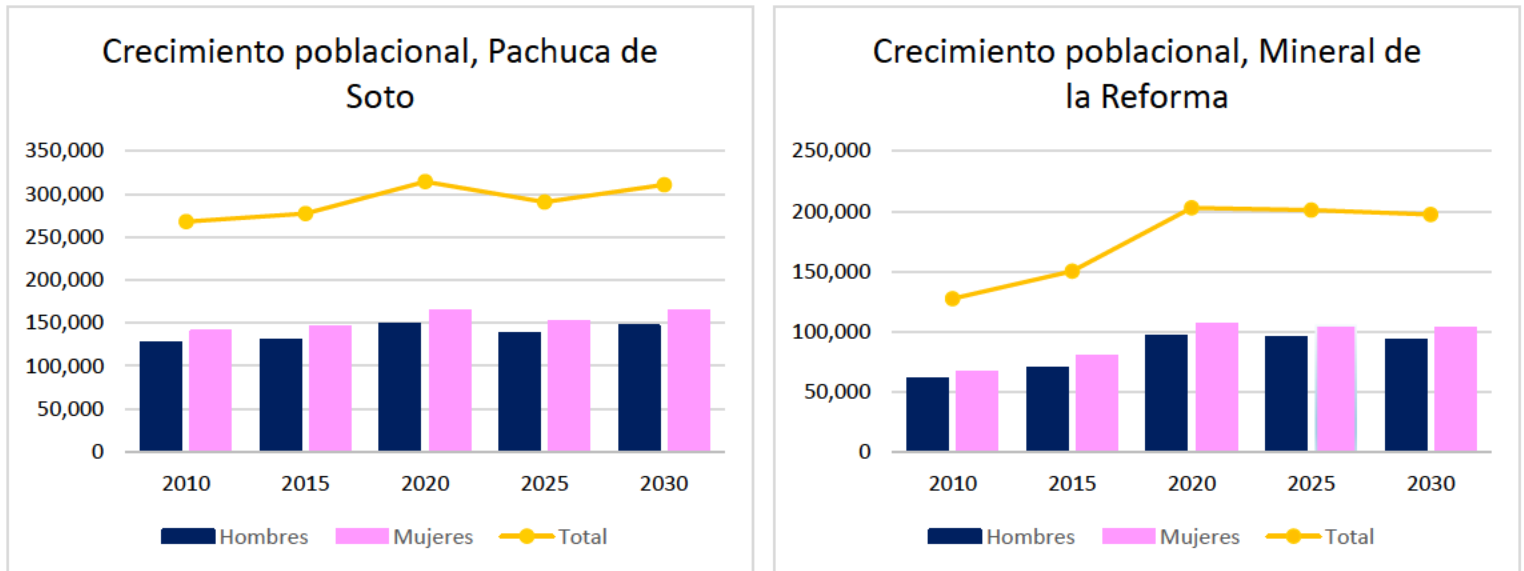 Crecimiento poblacional, Pachuca de
Soto
350,000
300,000
250,000
200,000
150,000
100,000
50,000
0
2010 2015 2020 2025 2030
Hombres Mujeres Total
Crecimiento poblacional, Mineral de
la Reforma
250,000
200,000
150,000
100,000
50,000
0
2010 2015 2020 2025 2030
Hombres Mujeres Total